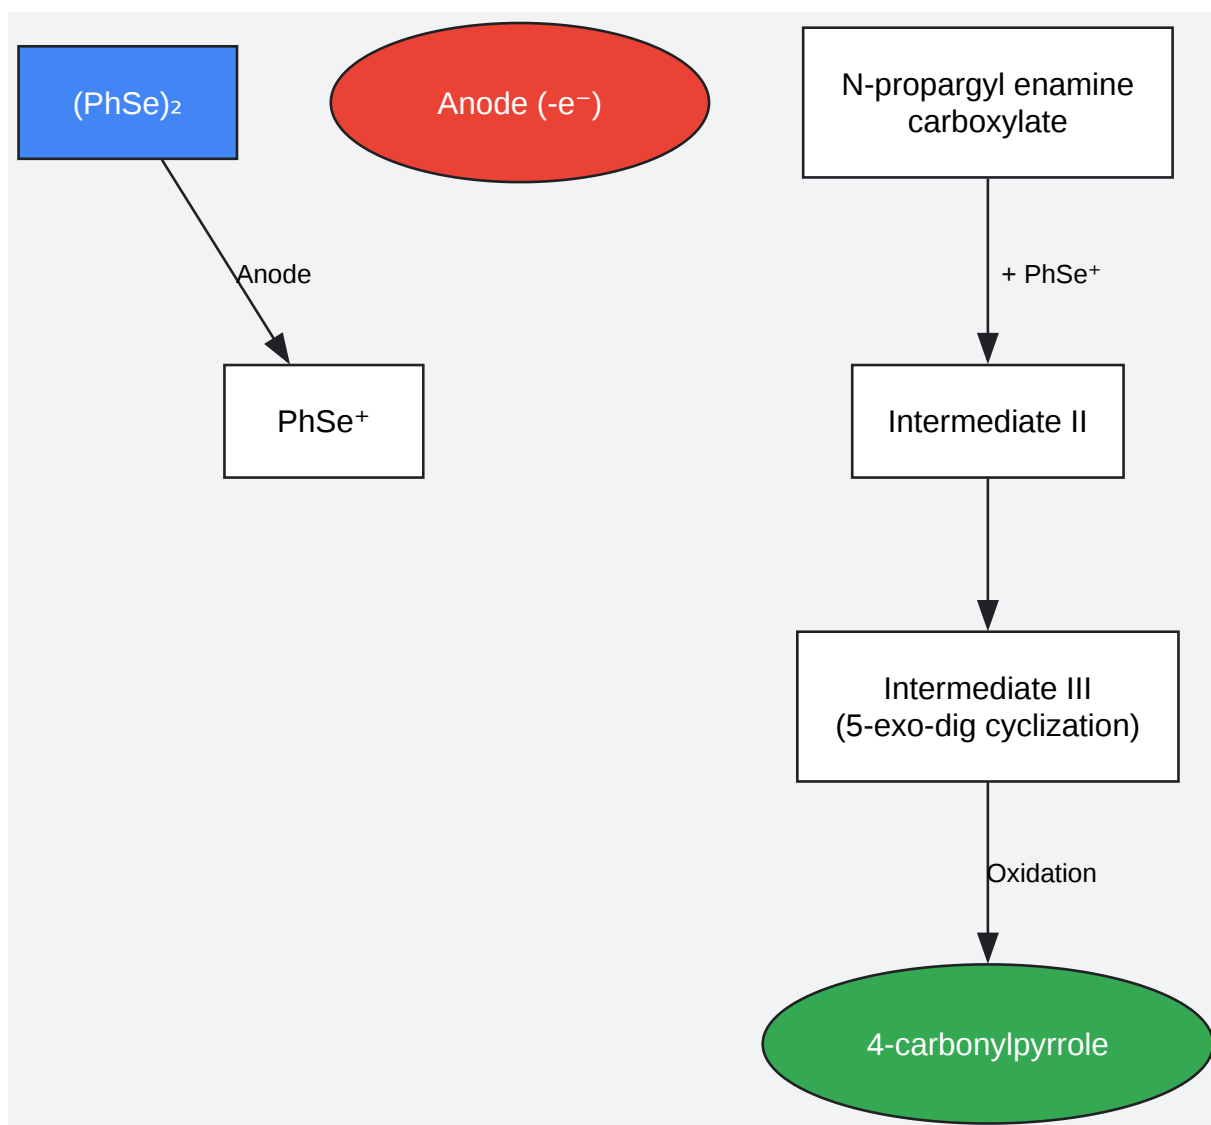 (PhSe)₂
Anode (-e⁻)
N-propargyl enamine
carboxylate
Anode
+ PhSe⁺
PhSe⁺
Intermediate II
Intermediate III
(5-exo-dig cyclization)
Oxidation
4-carbonylpyrrole